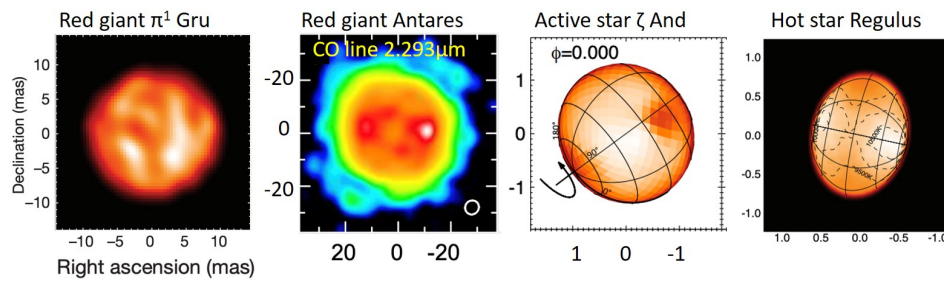 Red giant π¹ Gru
Red giant Antares
Active star ζ And
Hot star Regulus
CO line 2.293μm
ϕ=0.000
Declination (mas)
10
5
0
-5
-10
-10 -5 0 5 10
Right ascension (mas)
-20
0
-20
20 0 -20
1
0
-1
180°
90°
1 0 -1
1.0
0.5
0.0
-0.5
-1.0
1.0 0.5 0.0 -0.5 -1.0